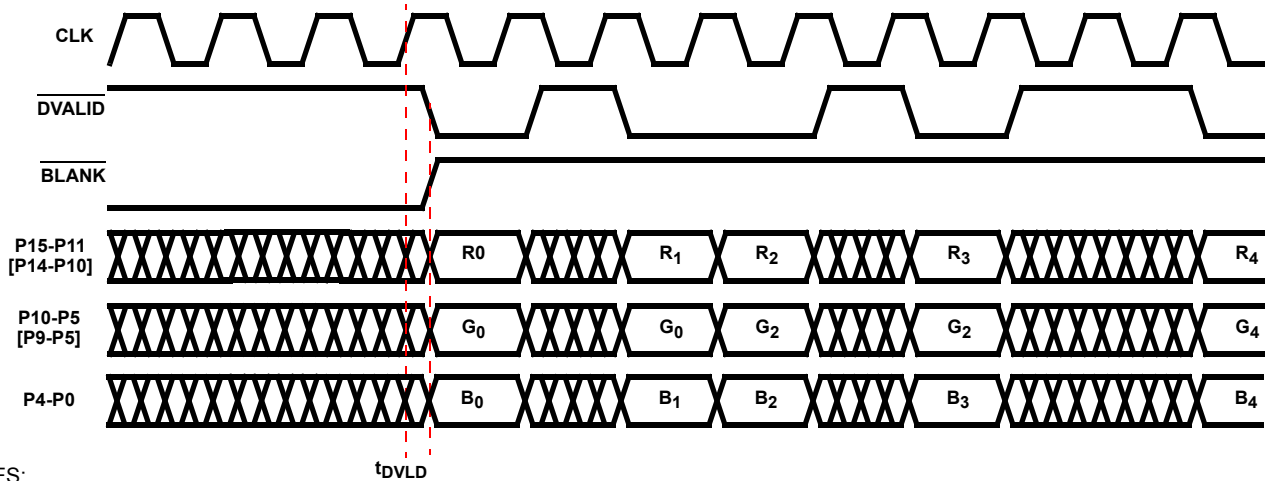 CLK
DVALID
BLANK
P15-P11
[P14-P10]
R0 R1 R2 R3 R4
P10-P5
[P9-P5]
G0 G0 G2 G2 G4
P4-P0
B0 B1 B2 B3 B4
tDVLD
ES: